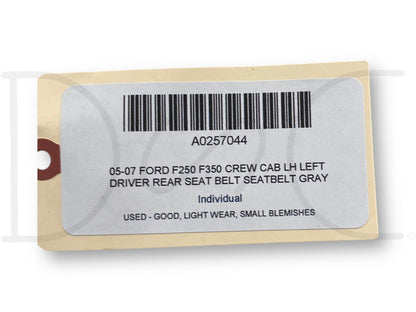 A0257044
05-07 FORD F250 F350 CREW CAB LH LEFT
DRIVER REAR SEAT BELT SEATBELT GRAY
Individual
USED - GOOD, LIGHT WEAR, SMALL BLEMISHES